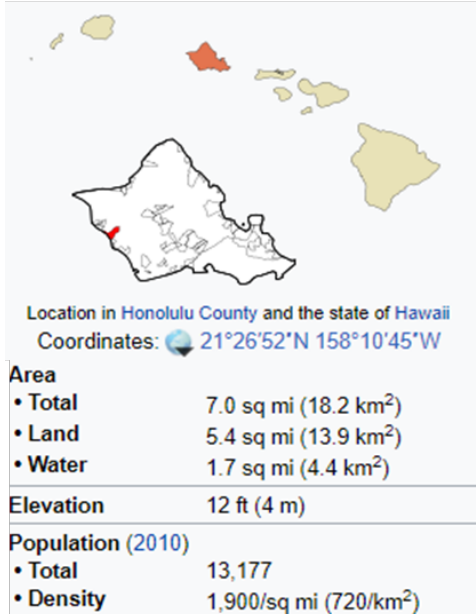 Location in Honolulu County and the state of Hawaii
Coordinates: 21°26′52″N 158°10′45″W
Area
• Total 7.0 sq mi (18.2 km²)
• Land 5.4 sq mi (13.9 km²)
• Water 1.7 sq mi (4.4 km²)
Elevation 12 ft (4 m)
Population (2010)
• Total 13,177
• Density 1,900/sq mi (720/km²)